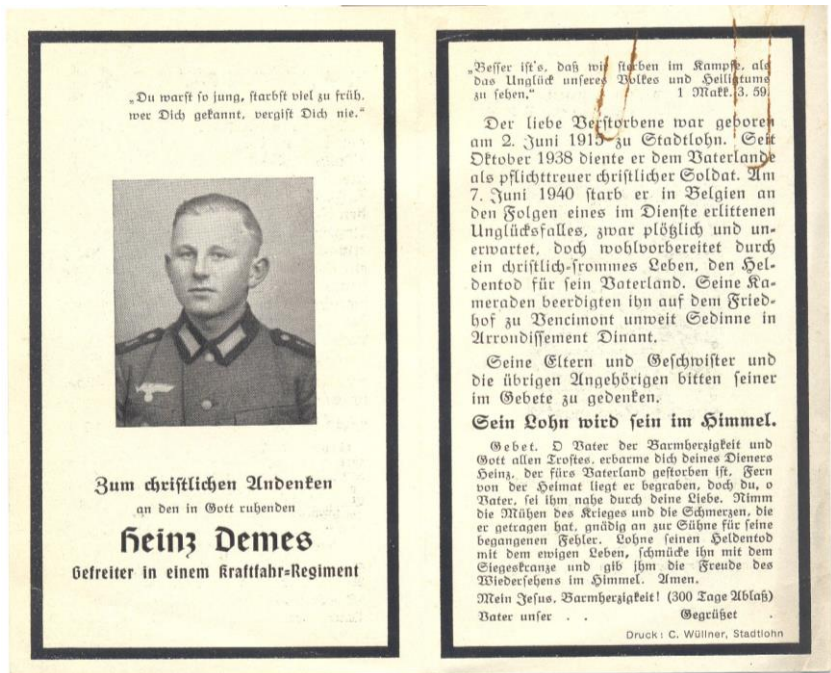 „Du warst so jung, starbst viel zu früh.
wer Dich gekannt, vergißt Dich nie.“
Zum christlichen Andenken
an den in Gott ruhenden
Heinz Demes
Gefreiter in einem Kraftfahr=Regiment
„Besser ist's, daß wir sterben im Kampfe, als
das Unglück unseres Volkes und Heiligtums
zu sehen.“ 1 Makk. 3. 59.
Der liebe Verstorbene war geboren
am 2. Juni 1915 zu Stadtlohn. Seit
Oktober 1938 diente er dem Vaterlande
als pflichttreuer christlicher Soldat. Am
7. Juni 1940 starb er in Belgien an
den Folgen eines im Dienste erlittenen
Unglücksfalles, zwar plötzlich und un-
erwartet, doch wohlvorbereitet durch
ein christlich-frommes Leben, den Hel-
dentod für sein Vaterland. Seine Ka-
meraden beerdigten ihn auf dem Fried-
hof zu Vencimont unweit Sedinne in
Arrondissement Dinant.
Seine Eltern und Geschwister und
die übrigen Angehörigen bitten seiner
im Gebete zu gedenken.
Sein Lohn wird sein im Himmel.
Gebet. O Vater der Barmherzigkeit und
Gott allen Trostes, erbarme dich deines Dieners
Heinz, der fürs Vaterland gestorben ist. Fern
von der Heimat liegt er begraben, doch du, o
Vater, sei ihm nahe durch deine Liebe. Nimm
die Mühen des Krieges und die Schmerzen, die
er getragen hat, gnädig an zur Sühne für seine
begangenen Fehler. Lohne seinen Heldentod
mit dem ewigen Leben, schmücke ihn mit dem
Siegeskranze und gib ihm die Freude des
Wiedersehens im Himmel. Amen.
Mein Jesus, Barmherzigkeit! (300 Tage Ablaß)
Vater unser . . Gegrüßet .
Druck: C. Wüllner, Stadtlohn